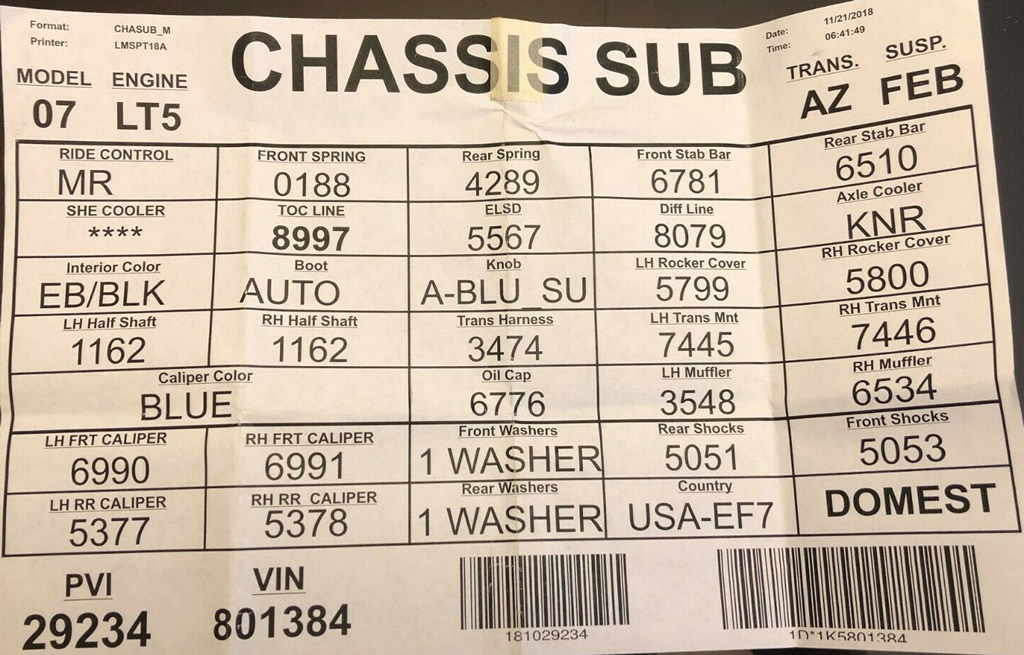 Format: CHASUB_M
Printer: LMSPT18A
CHASSIS SUB
Date: 11/21/2018
Time: 06:41:49
MODEL ENGINE TRANS. SUSP.
07 LT5 AZ FEB
RIDE CONTROL FRONT SPRING Rear Spring Front Stab Bar Rear Stab Bar
MR 0188 4289 6781 6510
SHE COOLER TOC LINE ELSD Diff Line Axle Cooler
**** 8997 5567 8079 KNR
Interior Color Boot Knob LH Rocker Cover RH Rocker Cover
EB/BLK AUTO A-BLU_SU 5799 5800
LH Half Shaft RH Half Shaft Trans Harness LH Trans Mnt RH Trans Mnt
1162 1162 3474 7445 7446
Caliper Color Oil Cap LH Muffler RH Muffler
BLUE 6776 3548 6534
LH FRT CALIPER RH FRT CALIPER Front Washers Rear Shocks Front Shocks
6990 6991 1 WASHER 5051 5053
LH RR CALIPER RH RR CALIPER Rear Washers Country
5377 5378 1 WASHER USA-EF7 DOMEST
PVI VIN
29234 801384
181029234 1D*1K5801384